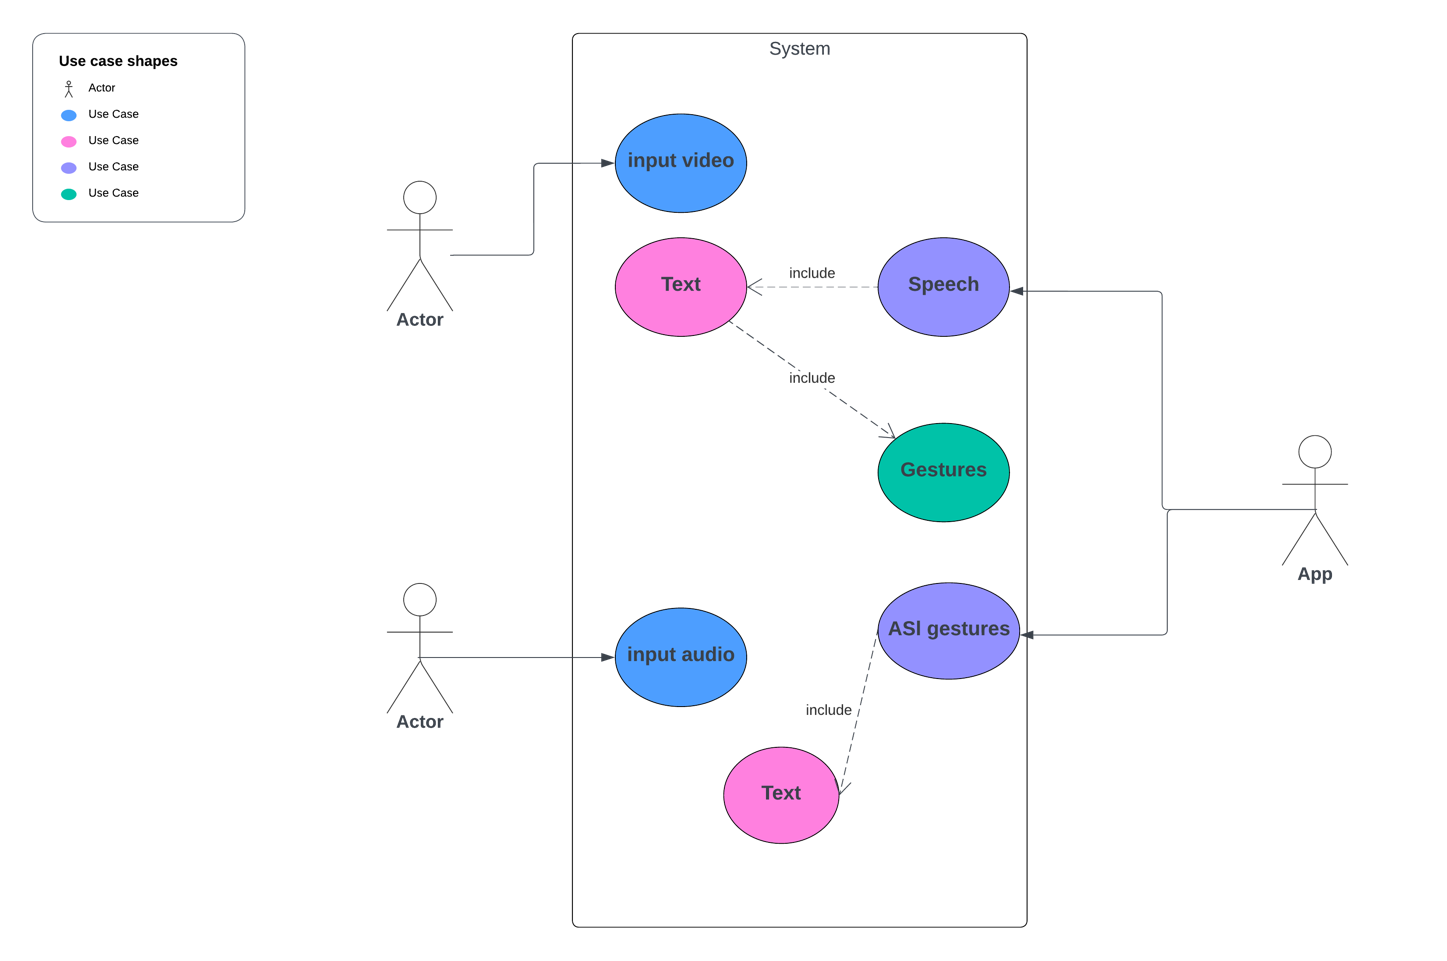 Use case shapes
Actor
Use Case
Use Case
Use Case
Use Case
System
input video
Text
include
Speech
Actor
include
Gestures
App
ASI gestures
input audio
include
Actor
Text